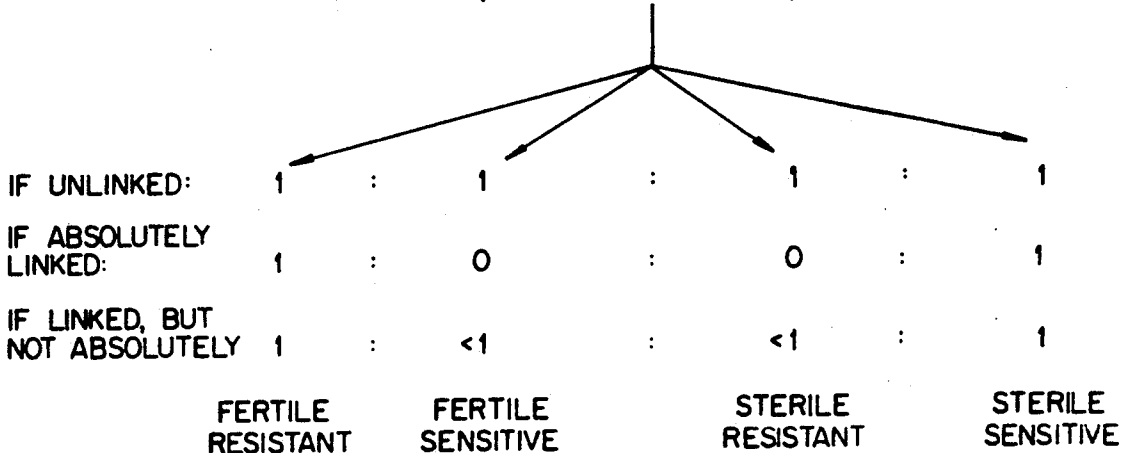 IF UNLINKED: 1 : 1 : 1 : 1
IF ABSOLUTELY
LINKED: 1 : 0 : 0 : 1
IF LINKED, BUT
NOT ABSOLUTELY 1 : <1 : <1 : 1
FERTILE RESISTANT
FERTILE SENSITIVE
STERILE RESISTANT
STERILE SENSITIVE